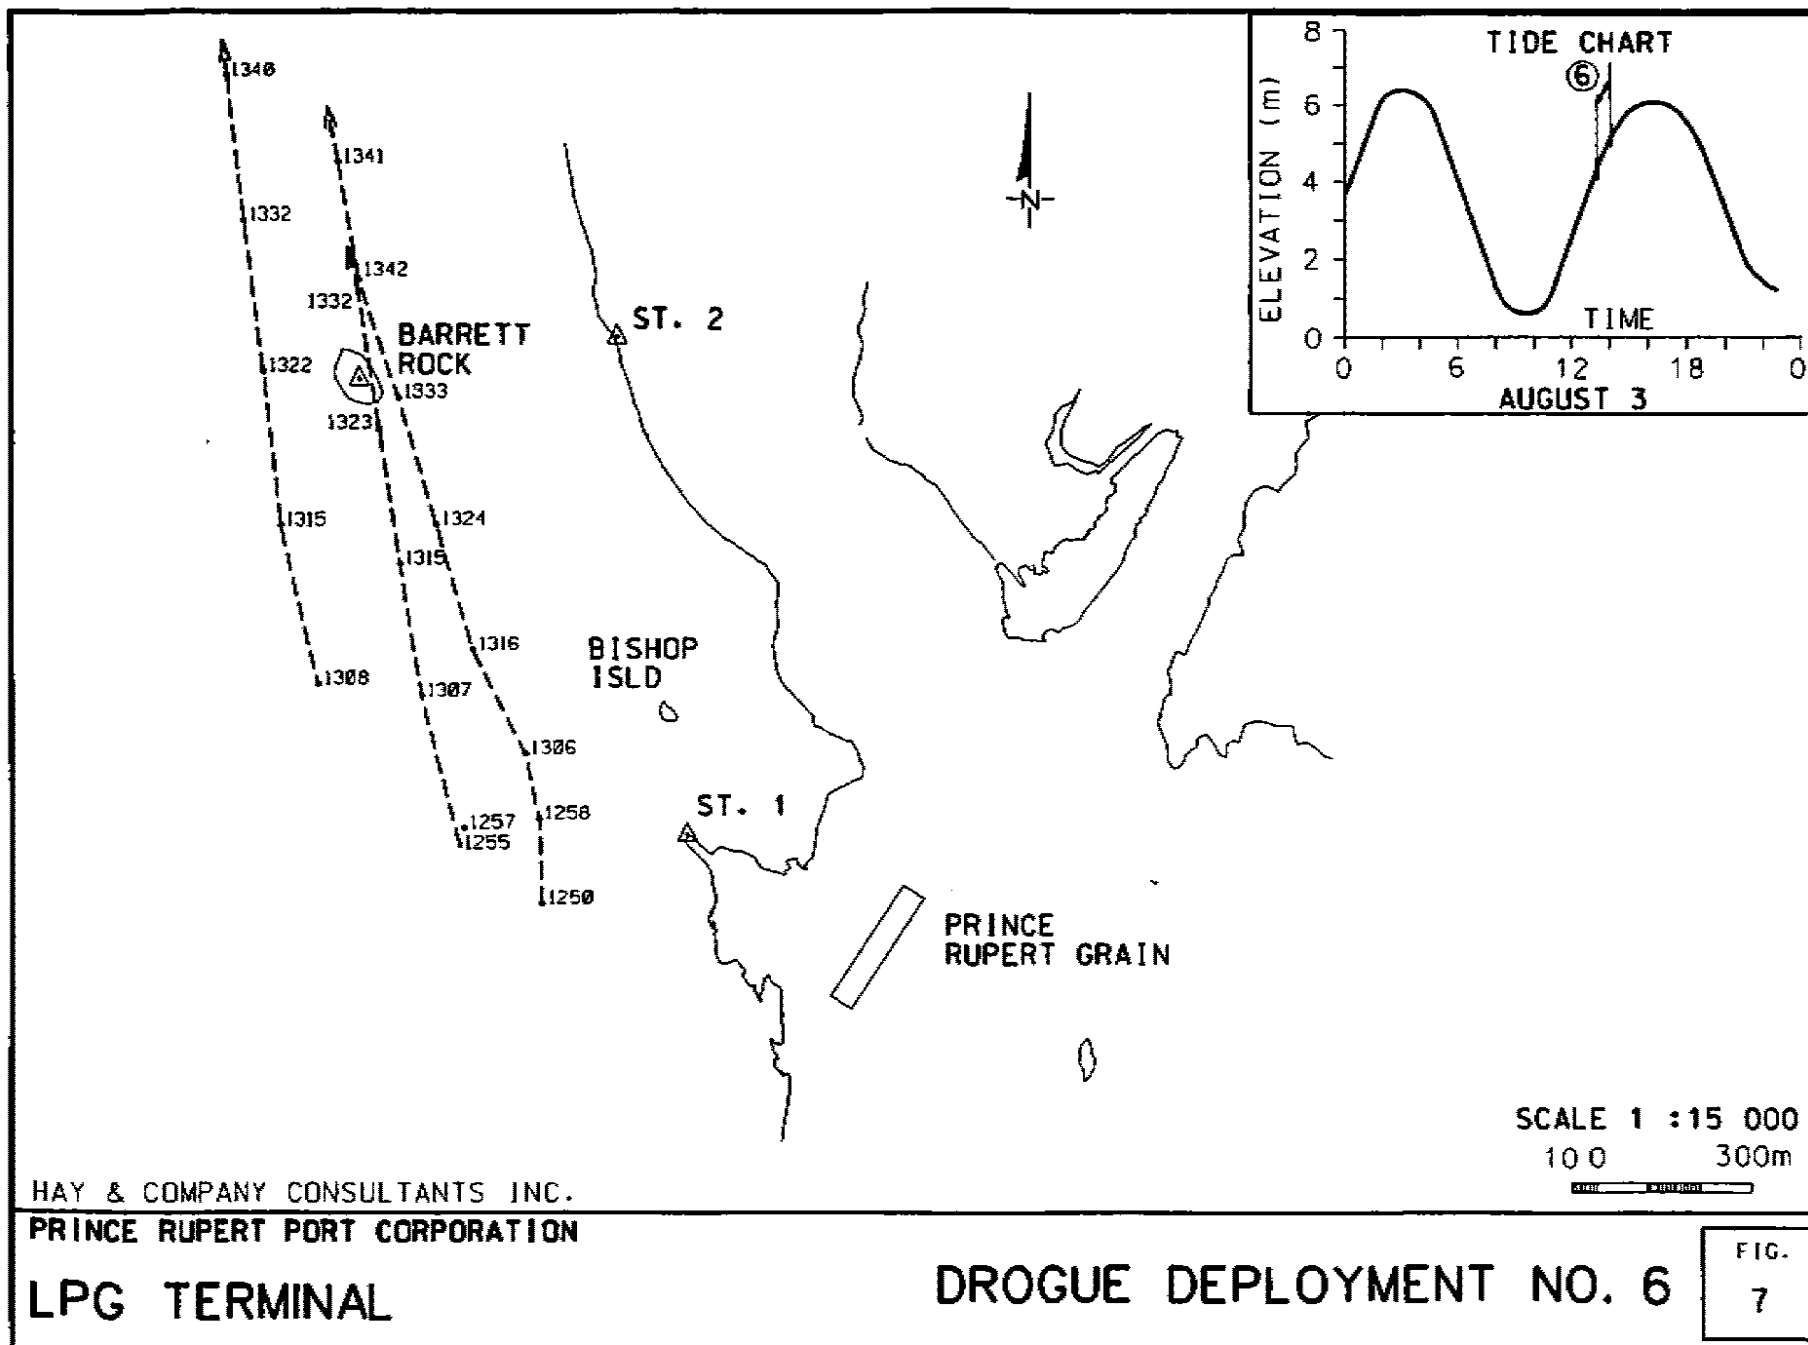 TIDE CHART
6
ELEVATION (m)
8
6
4
2
0
TIME
0 6 12 18 0
AUGUST 3
N
1340
1341
1332
1342
1332
ST. 2
BARRETT
ROCK
1322
1333
1323
1315
1324
1315
1316
BISHOP
ISLD
1308
1307
1306
ST. 1
1257
1258
1255
1250
PRINCE
RUPERT GRAIN
SCALE 1 :15 000
100 300m
HAY & COMPANY CONSULTANTS INC.
PRINCE RUPERT PORT CORPORATION
LPG TERMINAL
DROGUE DEPLOYMENT NO. 6
FIG.
7